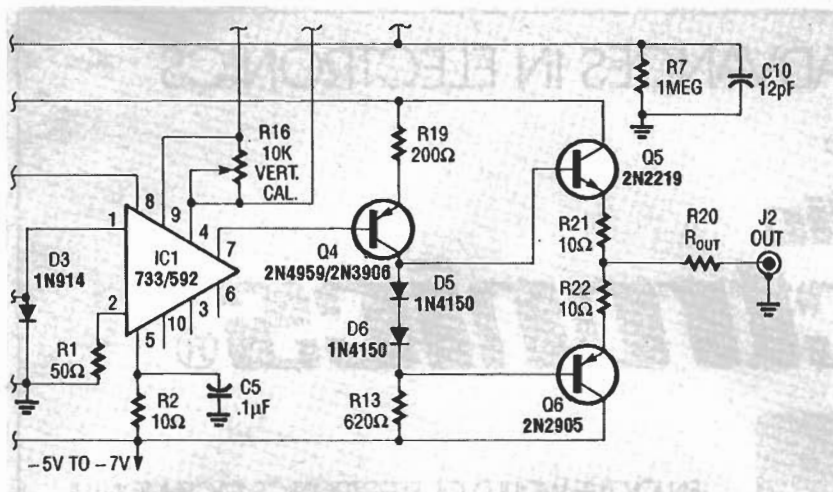 R7
1MEG
C10
12pF
R16
10K
VERT.
CAL.
R19
200Ω
Q5
2N2219
8
9
1
4
7
6
D3
1N914
IC1
733/592
Q4
2N4959/2N3906
R21
10Ω
R20
ROUT
J2
OUT
D5
1N4150
2
3
10
5
D6
1N4150
R22
10Ω
R1
50Ω
C5
.1µF
R2
10Ω
R13
620Ω
Q6
2N2905
–5V TO –7V